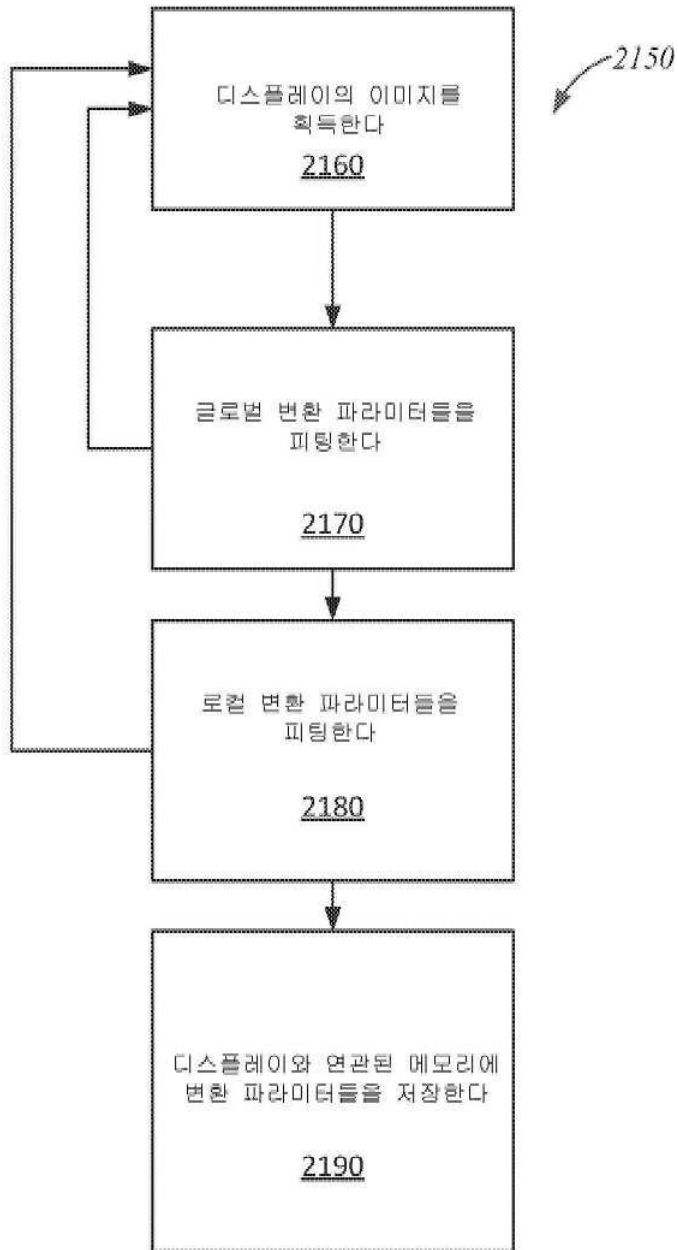 2150
디스플레이의 이미지를
획득한다
2160
글로벌 변환 파라미터들을
피팅한다
2170
로컬 변환 파라미터들을
피팅한다
2180
디스플레이와 연관된 메모리에
변환 파라미터들을 저장한다
2190